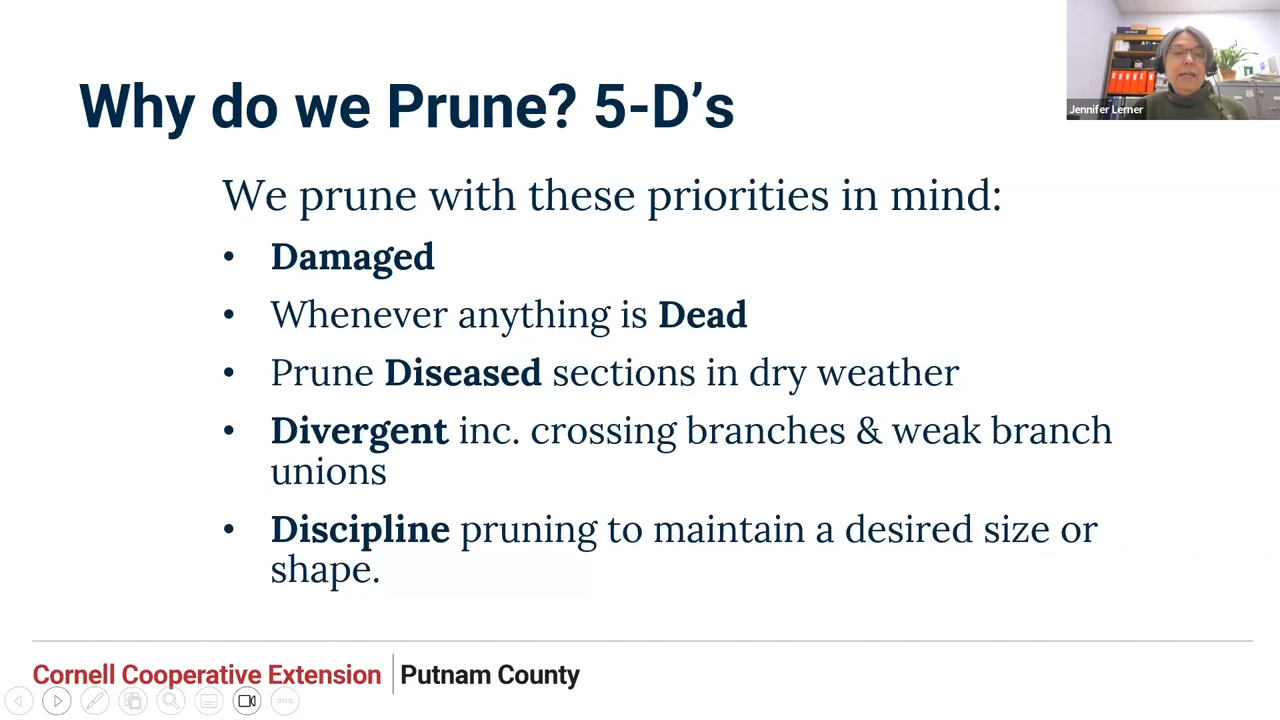 Why do we Prune? 5-D’s
Jennifer Lerner
We prune with these priorities in mind:
• Damaged
• Whenever anything is Dead
• Prune Diseased sections in dry weather
• Divergent inc. crossing branches & weak branch
unions
• Discipline pruning to maintain a desired size or
shape.
Cornell Cooperative Extension | Putnam County